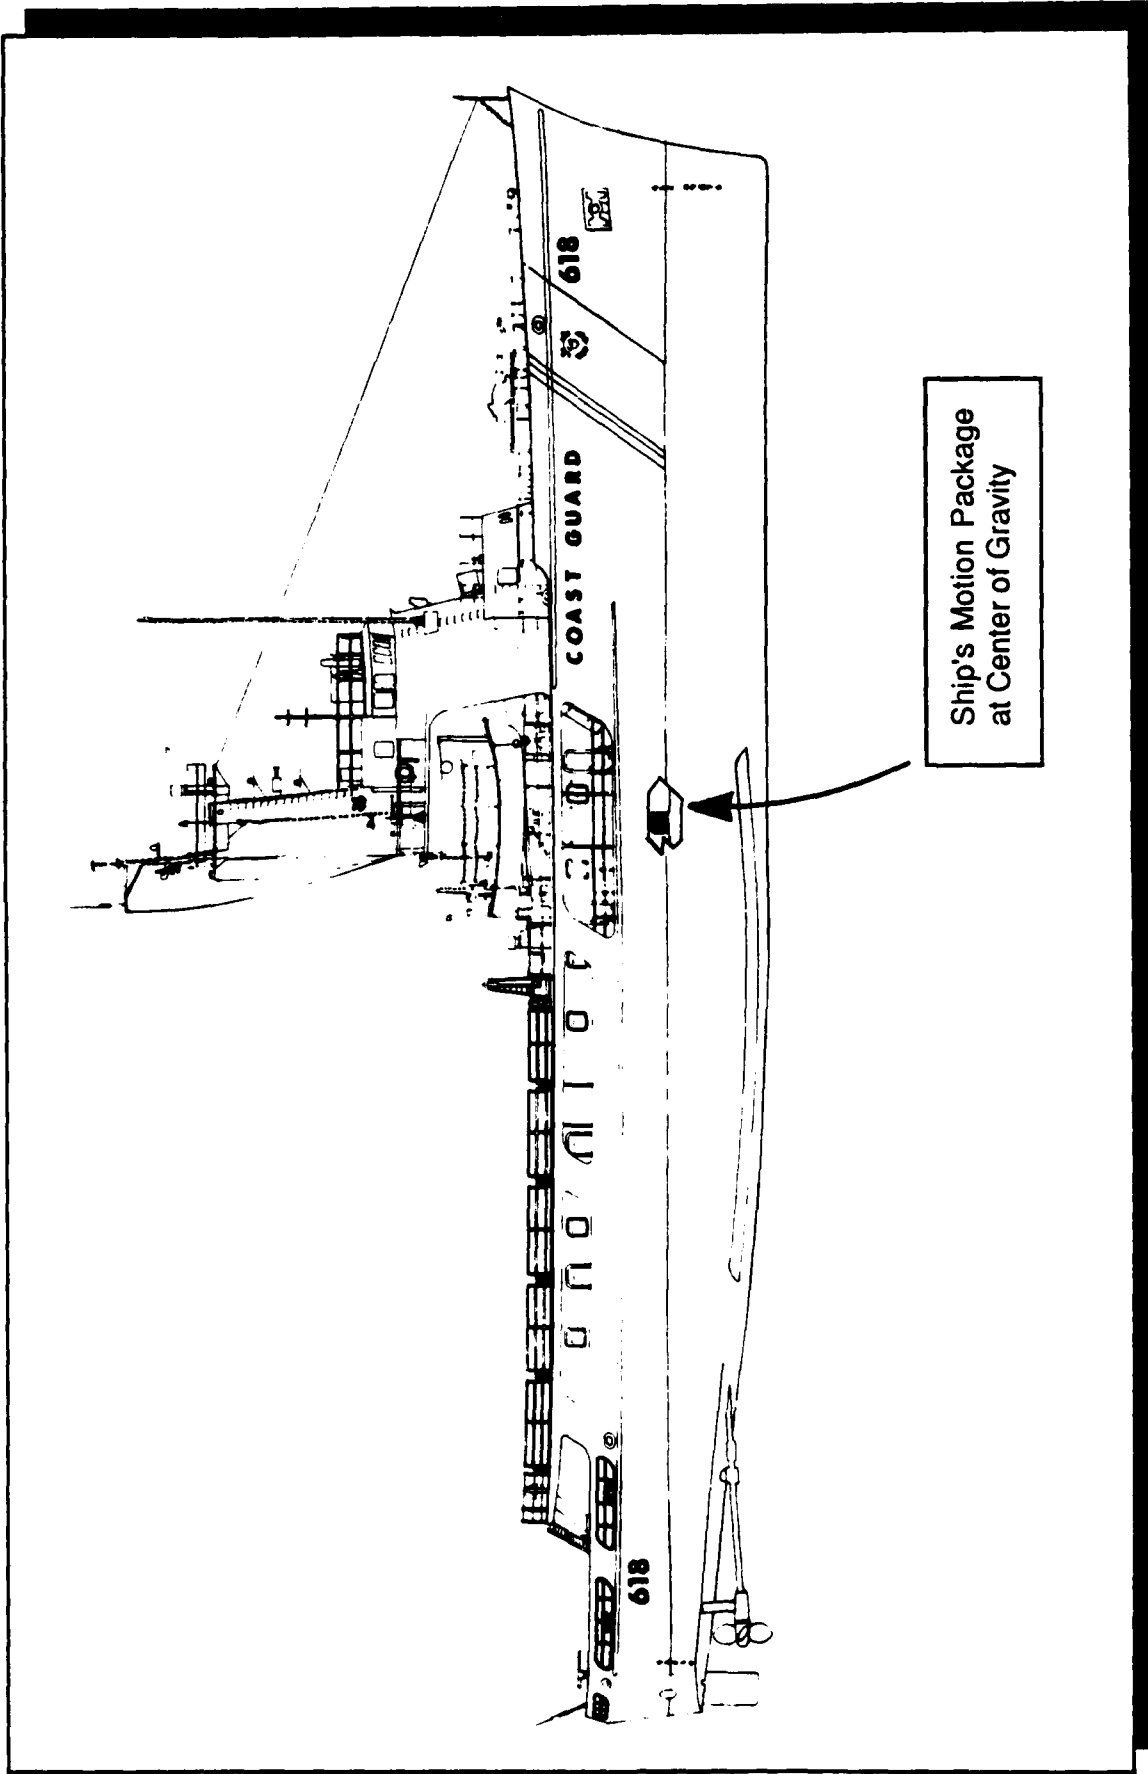 618
COAST GUARD
618
Ship's Motion Package
at Center of Gravity